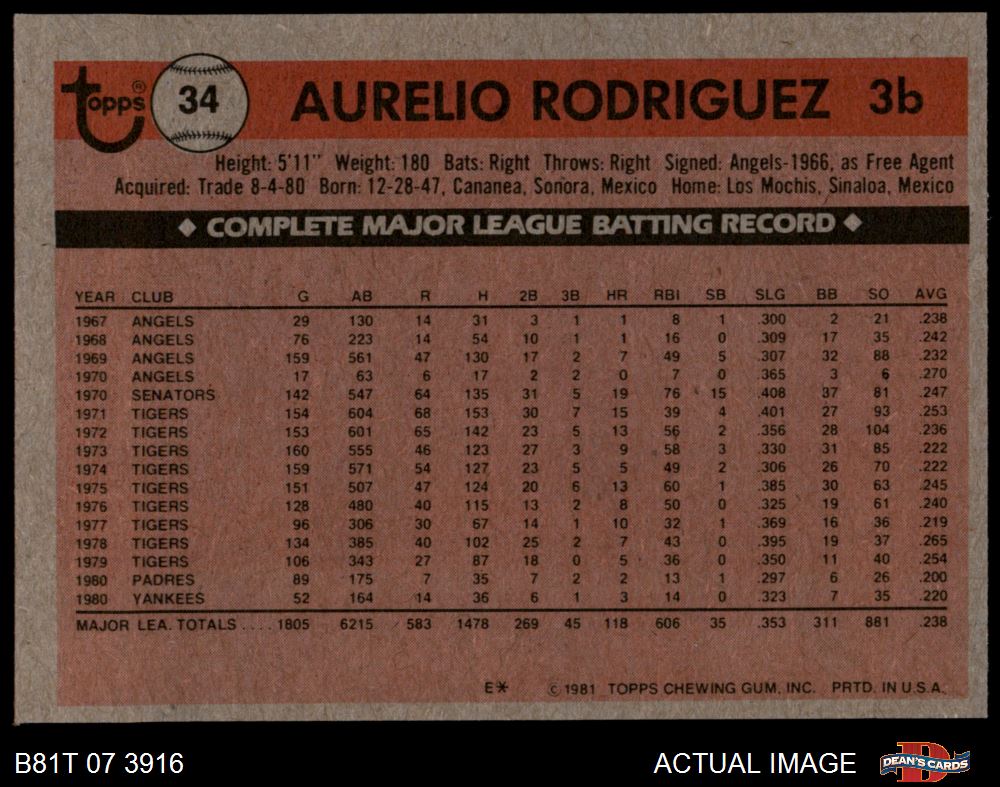 topps® 34 AURELIO RODRIGUEZ 3b
Height: 5'11" Weight: 180 Bats: Right Throws: Right Signed: Angels-1966, as Free Agent
Acquired: Trade 8-4-80 Born: 12-28-47, Cananea, Sonora, Mexico Home: Los Mochis, Sinaloa, Mexico
◆ COMPLETE MAJOR LEAGUE BATTING RECORD ◆
YEAR CLUB G AB R H 2B 3B HR RBI SB SLG BB SO AVG
1967 ANGELS 29 130 14 31 3 1 1 8 1 .300 2 21 .238
1968 ANGELS 76 223 14 54 10 1 1 16 0 .309 17 35 .242
1969 ANGELS 159 561 47 130 17 2 7 49 5 .307 32 88 .232
1970 ANGELS 17 63 6 17 2 2 0 7 0 .365 3 6 .270
1970 SENATORS 142 547 64 135 31 5 19 76 15 .408 37 81 .247
1971 TIGERS 154 604 68 153 30 7 15 39 4 .401 27 93 .253
1972 TIGERS 153 601 65 142 23 5 13 56 2 .356 28 104 .236
1973 TIGERS 160 555 46 123 27 3 9 58 3 .330 31 85 .222
1974 TIGERS 159 571 54 127 23 5 5 49 2 .306 26 70 .222
1975 TIGERS 151 507 47 124 20 6 13 60 1 .385 30 63 .245
1976 TIGERS 128 480 40 115 13 2 8 50 0 .325 19 61 .240
1977 TIGERS 96 306 30 67 14 1 10 32 1 .369 16 36 .219
1978 TIGERS 134 385 40 102 25 2 7 43 0 .395 19 37 .265
1979 TIGERS 106 343 27 87 18 0 5 36 0 .350 11 40 .254
1980 PADRES 89 175 7 35 7 2 2 13 1 .297 6 26 .200
1980 YANKEES 52 164 14 36 6 1 3 14 0 .323 7 35 .220
MAJOR LEA. TOTALS .... 1805 6215 583 1478 269 45 118 606 35 .353 311 881 .238
E* © 1981 TOPPS CHEWING GUM, INC. PRTD. IN U.S.A.
B81T 07 3916 ACTUAL IMAGE DEAN'S CARDS